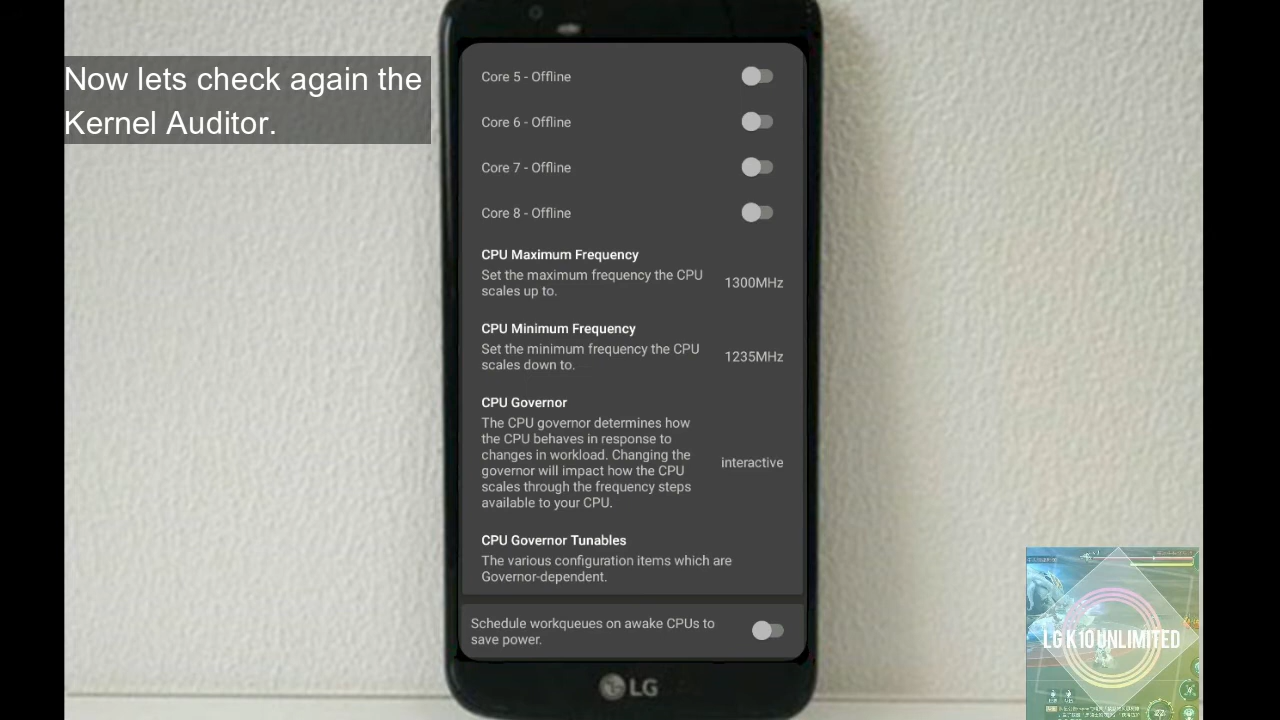 Now lets check again the
Kernel Auditor.
Core 5 - Offline
Core 6 - Offline
Core 7 - Offline
Core 8 - Offline
CPU Maximum Frequency
Set the maximum frequency the CPU
scales up to.
1300MHz
CPU Minimum Frequency
Set the minimum frequency the CPU
scales down to.
1235MHz
CPU Governor
The CPU governor determines how
the CPU behaves in response to
changes in workload. Changing the
governor will impact how the CPU
scales through the frequency steps
available to your CPU.
interactive
CPU Governor Tunables
The various configuration items which are
Governor-dependent.
Schedule workqueues on awake CPUs to
save power.
LG
LG K10 UNLIMITED